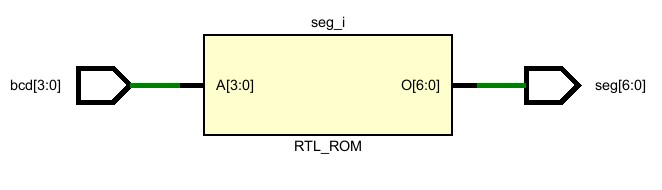 seg_i
bcd[3:0]
A[3:0]
O[6:0]
seg[6:0]
RTL_ROM